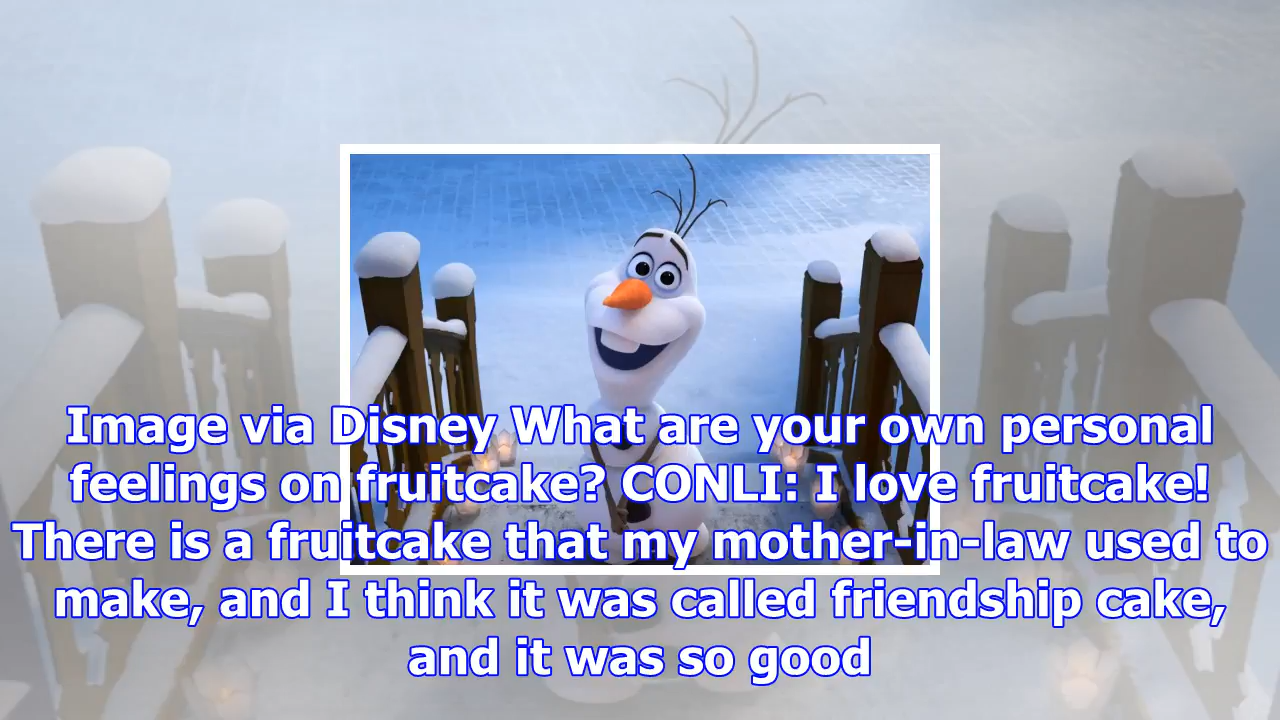 Image via Disney What are your own personal
feelings on fruitcake? CONLI: I love fruitcake!
There is a fruitcake that my mother-in-law used to
make, and I think it was called friendship cake,
and it was so good